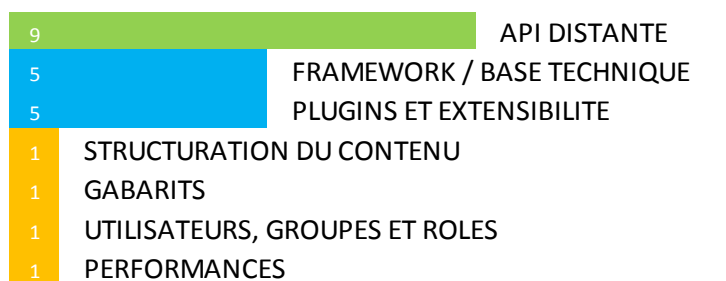 9 API DISTANTE
5 FRAMEWORK / BASE TECHNIQUE
5 PLUGINS ET EXTENSIBILITE
1 STRUCTURATION DU CONTENU
1 GABARITS
1 UTILISATEURS, GROUPES ET ROLES
1 PERFORMANCES